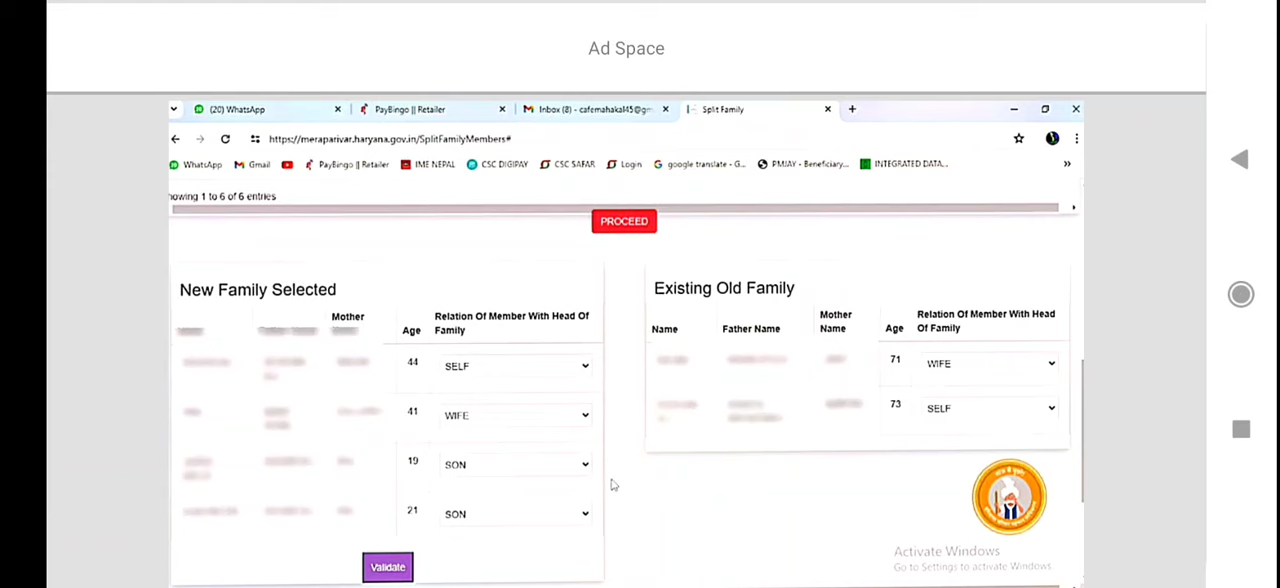 Ad Space
(20) WhatsApp
PayBingo || Retailer
Inbox (8) - cafemahakal45@gm
Split Family
https://meraparivar.haryana.gov.in/SplitFamilyMembers#
WhatsApp Gmail PayBingo || Retailer IME NEPAL CSC DIGIPAY CSC SAFAR Login google translate - G... PMJAY - Beneficiary... INTEGRATED DATA...
howing 1 to 6 of 6 entries
PROCEED
New Family Selected
Mother
Age
Relation Of Member With Head Of
Family
44 SELF
41 WIFE
19 SON
21 SON
Validate
Existing Old Family
Name
Father Name
Mother
Name
Age
Relation Of Member With Head
Of Family
71 WIFE
73 SELF
Activate Windows
Go to Settings to activate Windows.